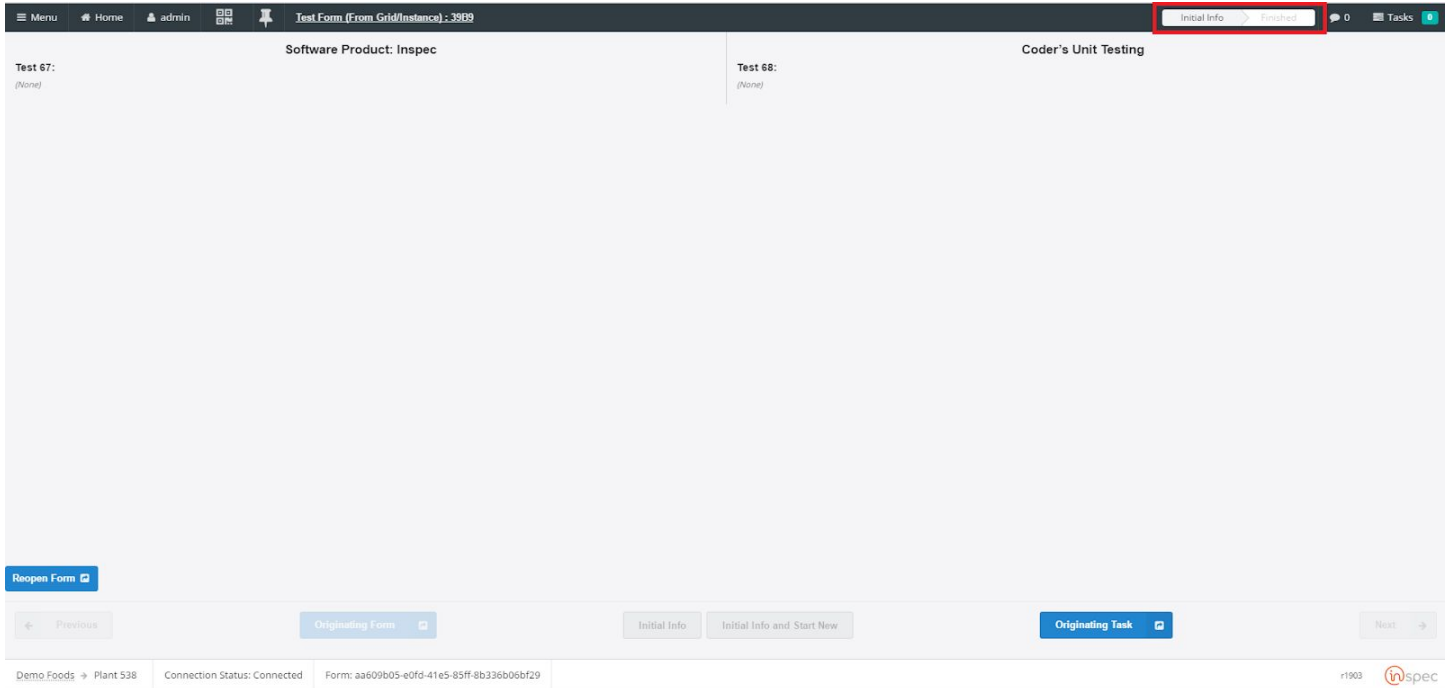 Menu Home admin Test Form (From Grid/Instance) : 39B9 Initial Info Finished 0 Tasks 0
Software Product: Inspec
Test 67:
(None)
Coder's Unit Testing
Test 68:
(None)
Reopen Form
Previous Originating Form Initial Info Initial Info and Start New Originating Task Next
Demo Foods → Plant 538 Connection Status: Connected Form: aa609b05-e0fd-41e5-85ff-8b336b06bf29 r1903 inspec